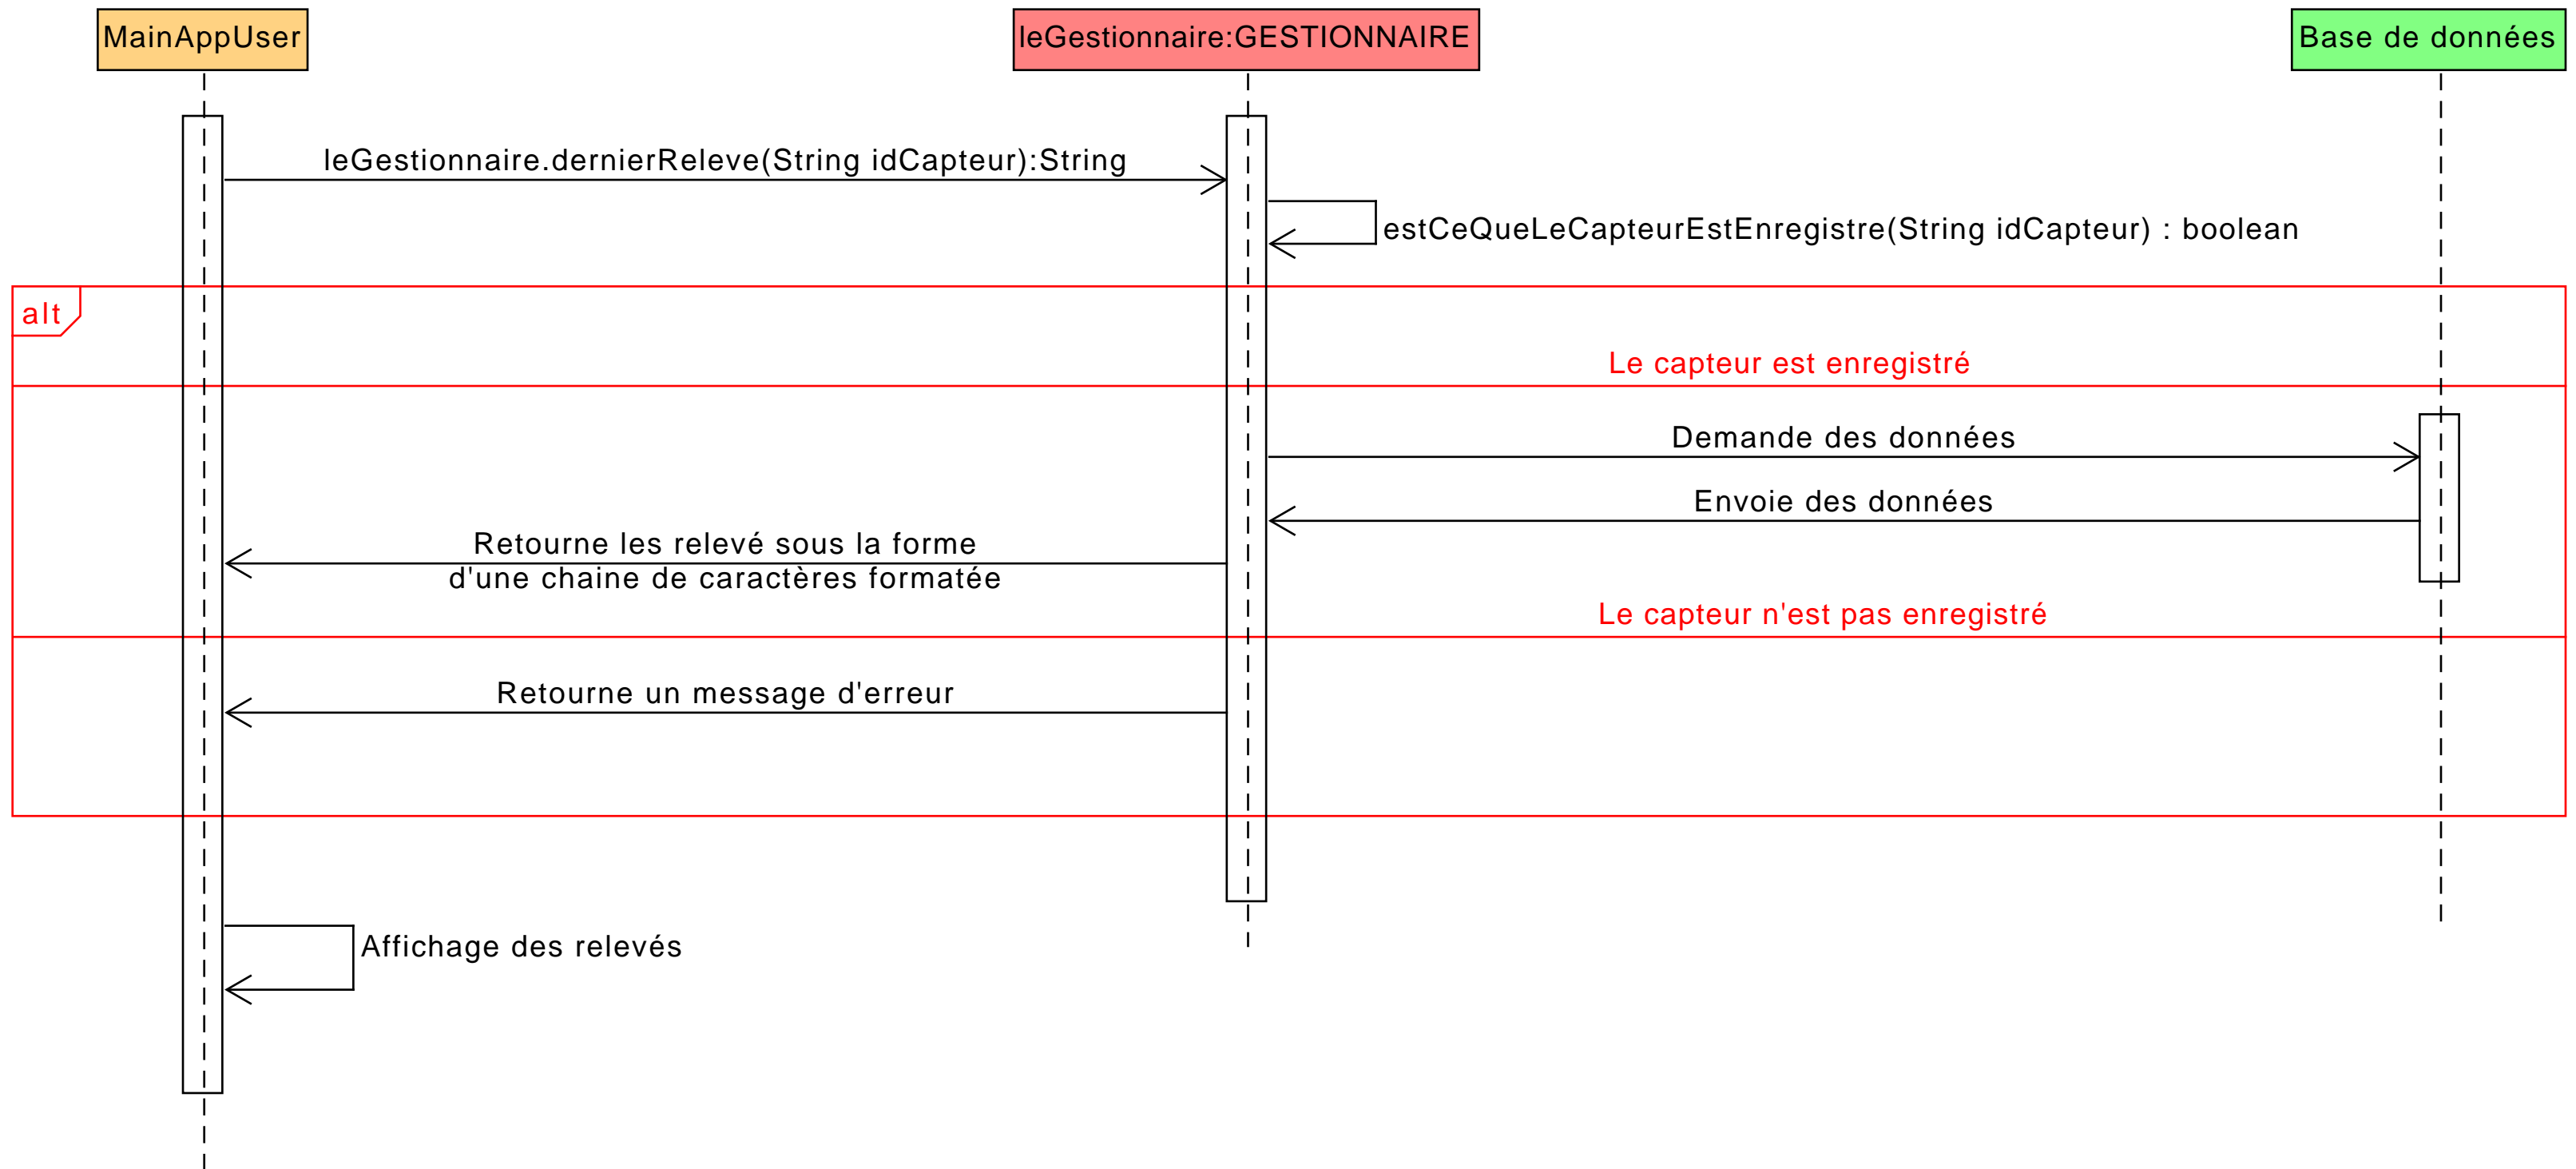 MainAppUser
leGestionnaire:GESTIONNAIRE
Base de données
leGestionnaire.dernierReleve(String idCapteur):String
estCeQueLeCapteurEstEnregistre(String idCapteur) : boolean
alt
Le capteur est enregistré
Demande des données
Envoie des données
Retourne les relevé sous la forme
d'une chaine de caractères formatée
Le capteur n'est pas enregistré
Retourne un message d'erreur
Affichage des relevés